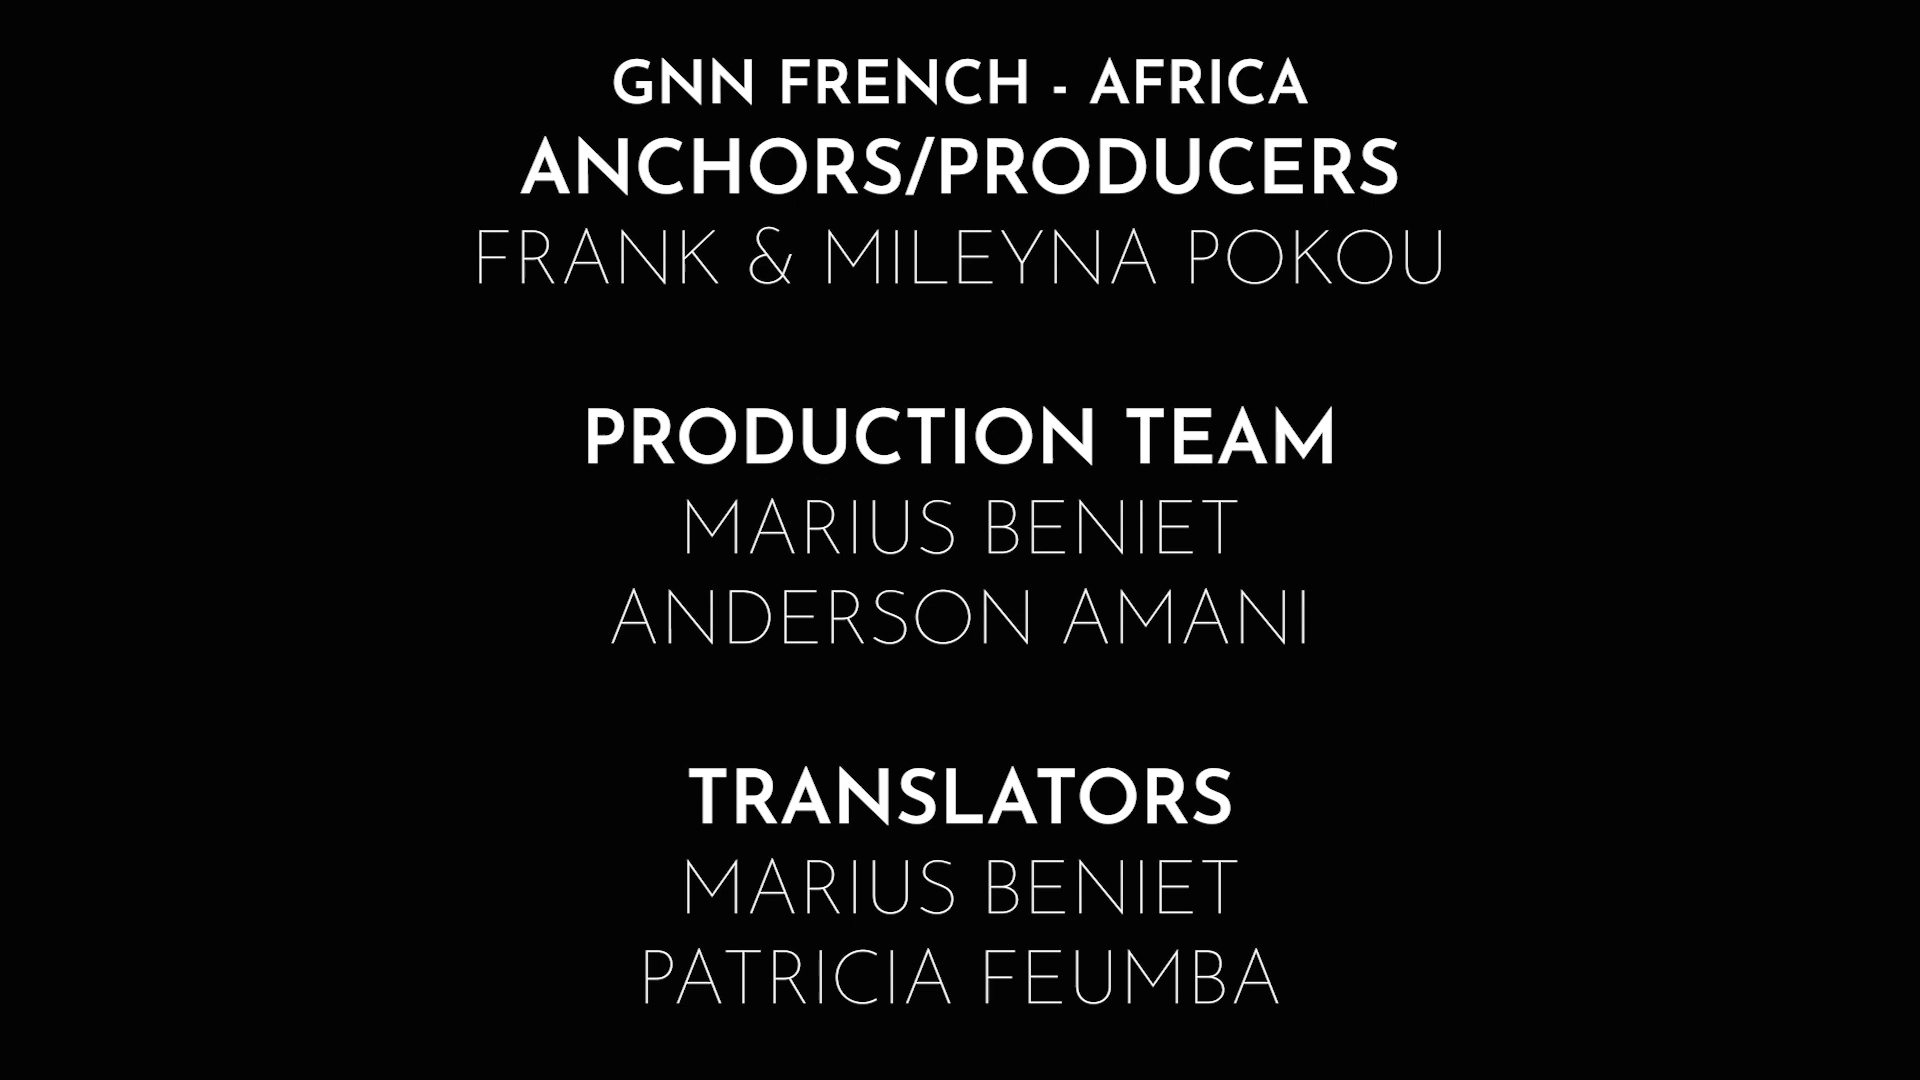 GNN FRENCH - AFRICA
ANCHORS/PRODUCERS
FRANK & MILEYNA POKOU
PRODUCTION TEAM
MARIUS BENIET
ANDERSON AMANI
TRANSLATORS
MARIUS BENIET
PATRICIA FEUMBA